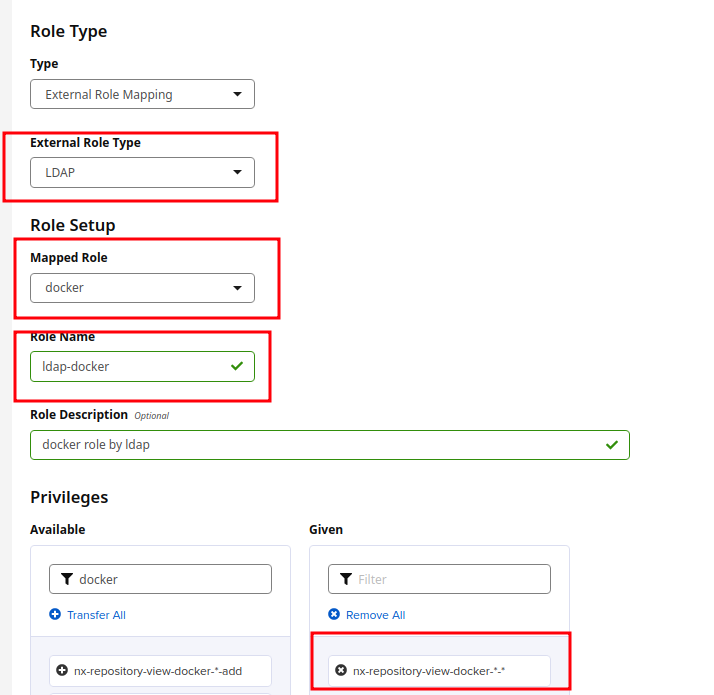 Role Type
Type
External Role Mapping
External Role Type
LDAP
Role Setup
Mapped Role
docker
Role Name
ldap-docker
Role Description Optional
docker role by ldap
Privileges
Available
Given
docker
Filter
Transfer All
Remove All
nx-repository-view-docker-*-add
nx-repository-view-docker-*-*